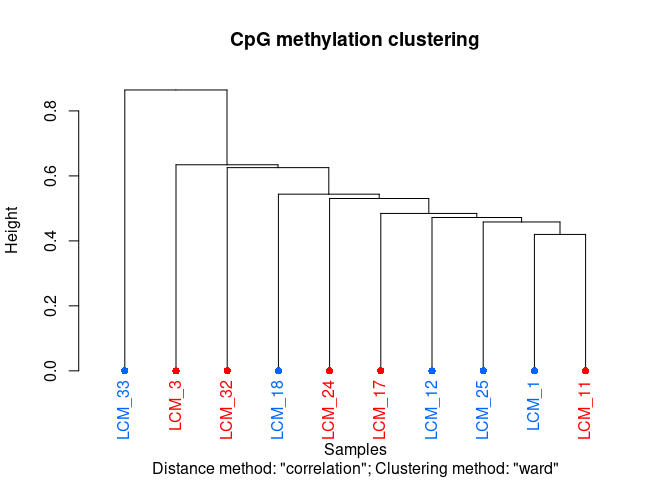 CpG methylation clustering
Height
0.0
0.2
0.4
0.6
0.8
LCM_33
LCM_3
LCM_32
LCM_18
LCM_24
LCM_17
LCM_12
LCM_25
LCM_1
LCM_11
Samples
Distance method: "correlation"; Clustering method: "ward"